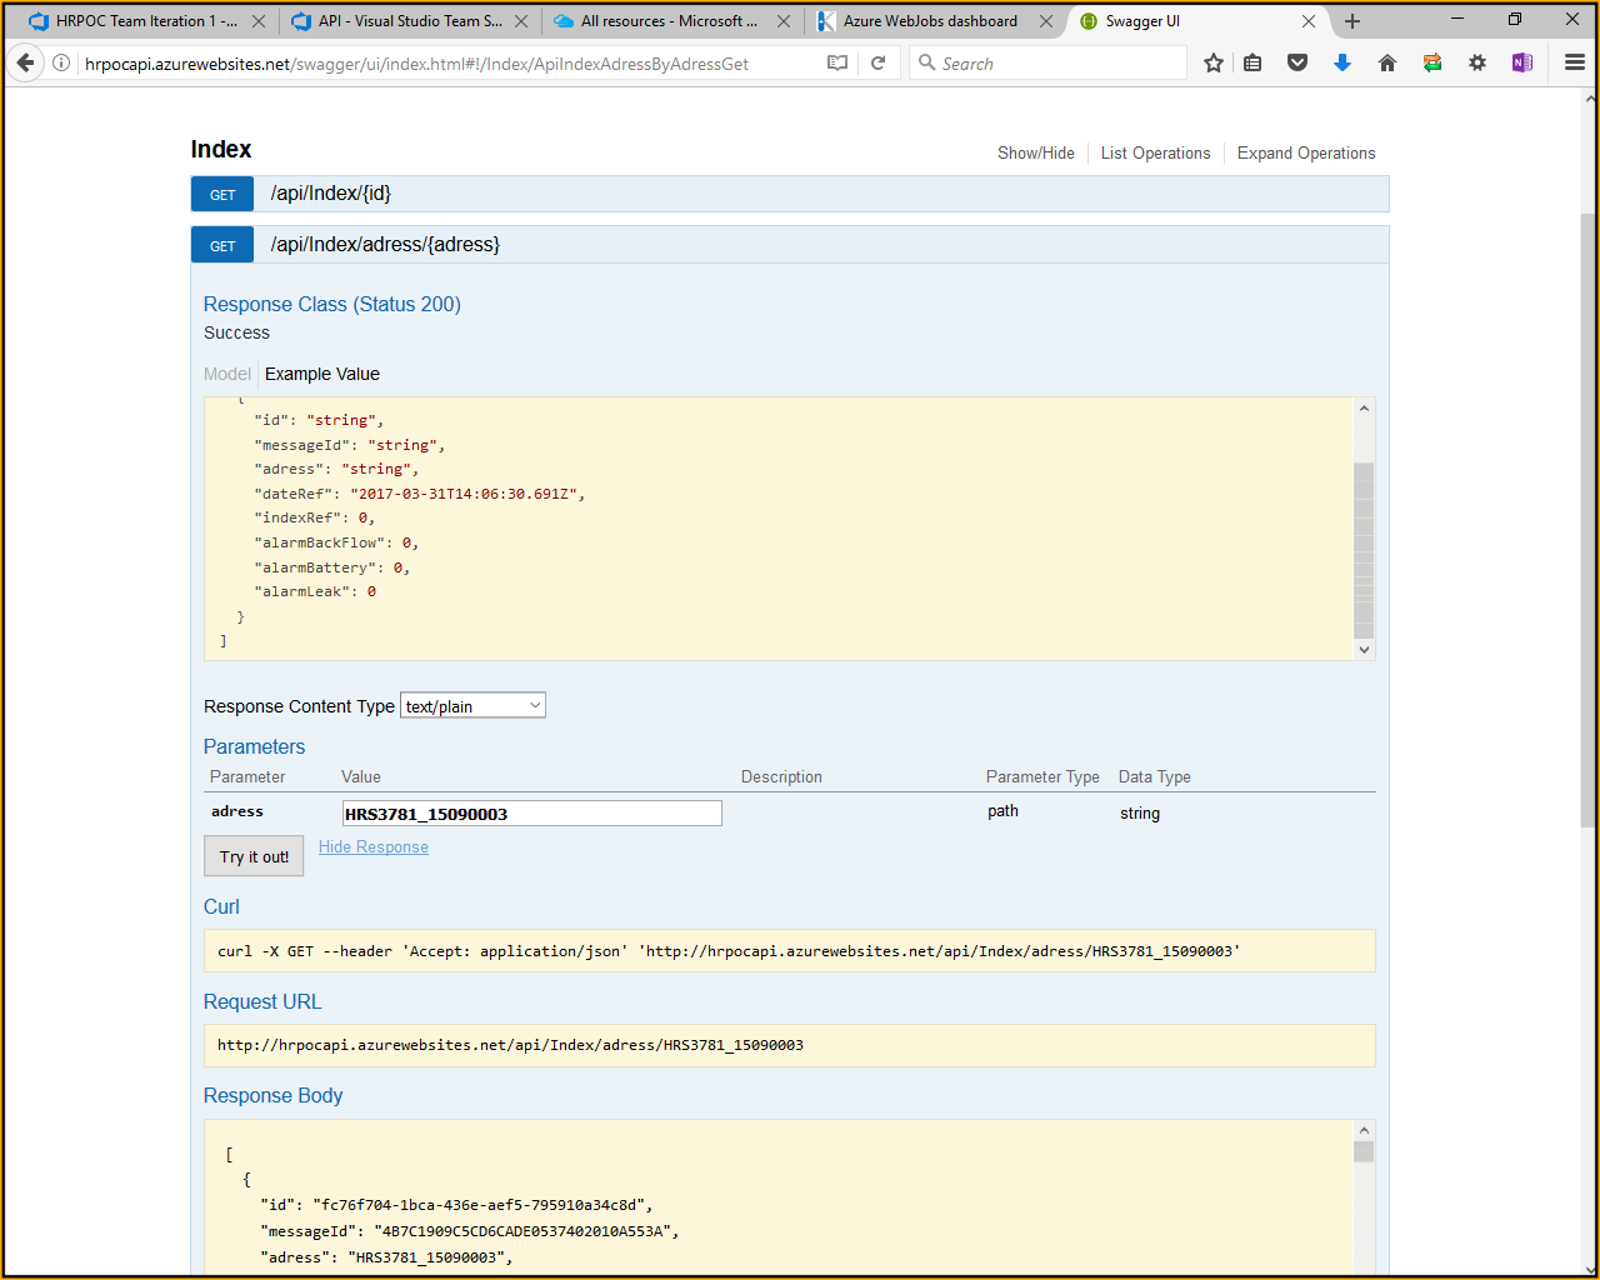 HRPOC Team Iteration 1 -...
API - Visual Studio Team S...
All resources - Microsoft ...
Azure WebJobs dashboard
Swagger UI
hrpocapi.azurewebsites.net/swagger/ui/index.html#!/Index/ApiIndexAdressByAdressGet
Search
Index
Show/Hide
List Operations
Expand Operations
GET /api/Index/{id}
GET /api/Index/adress/{adress}
Response Class (Status 200)
Success
Model Example Value
{
"id": "string",
"messageId": "string",
"adress": "string",
"dateRef": "2017-03-31T14:06:30.691Z",
"indexRef": 0,
"alarmBackFlow": 0,
"alarmBattery": 0,
"alarmLeak": 0
}
]
Response Content Type text/plain
Parameters
Parameter Value Description Parameter Type Data Type
adress HRS3781_15090003 path string
Try it out! Hide Response
Curl
curl -X GET --header 'Accept: application/json' 'http://hrpocapi.azurewebsites.net/api/Index/adress/HRS3781_15090003'
Request URL
http://hrpocapi.azurewebsites.net/api/Index/adress/HRS3781_15090003
Response Body
[
{
"id": "fc76f704-1bca-436e-aef5-795910a34c8d",
"messageId": "4B7C1909C5CD6CADE0537402010A553A",
"adress": "HRS3781_15090003",